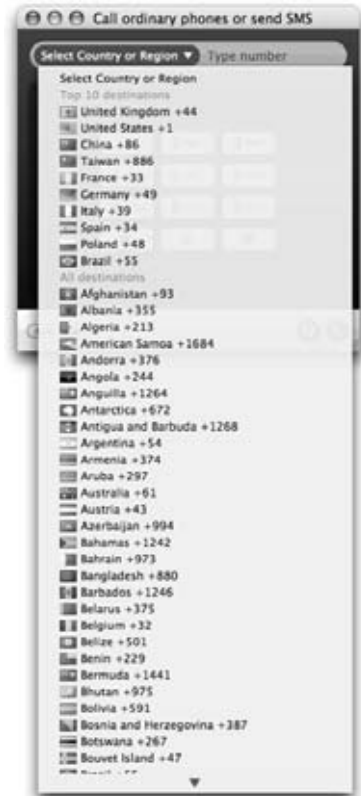 Call ordinary phones or send SMS
Select Country or Region ▼ Type number
Select Country or Region
Top 10 destinations
United Kingdom +44
United States +1
China +86
Taiwan +886
France +33
Germany +49
Italy +39
Spain +34
Poland +48
Brazil +55
All destinations
Afghanistan +93
Albania +355
Algeria +213
American Samoa +1684
Andorra +376
Angola +244
Anguilla +1264
Antarctica +672
Antigua and Barbuda +1268
Argentina +54
Armenia +374
Aruba +297
Australia +61
Austria +43
Azerbaijan +994
Bahamas +1242
Bahrain +973
Bangladesh +880
Barbados +1246
Belarus +375
Belgium +32
Belize +501
Benin +229
Bermuda +1441
Bhutan +975
Bolivia +591
Bosnia and Herzegovina +387
Botswana +267
Bouvet Island +47